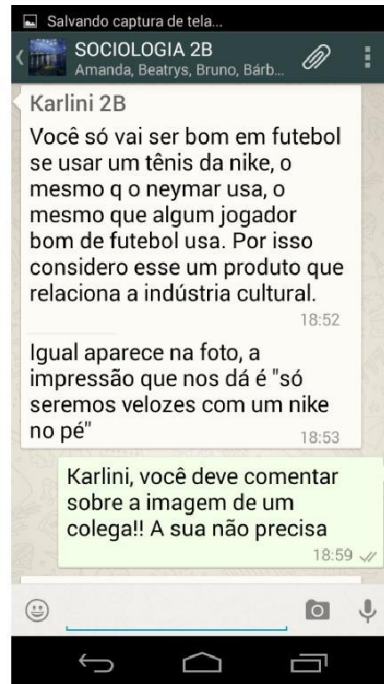 Salvando captura de tela...
SOCIOLOGIA 2B
Amanda, Beatrys, Bruno, Bárb...
Karlini 2B
Você só vai ser bom em futebol
se usar um tênis da nike, o
mesmo q o neymar usa, o
mesmo que algum jogador
bom de futebol usa. Por isso
considero esse um produto que
relaciona a indústria cultural.
18:52
Igual aparece na foto, a
impressão que nos dá é "só
seremos velozes com um nike
no pé"
18:53
Karlini, você deve comentar
sobre a imagem de um
colega!! A sua não precisa
18:59